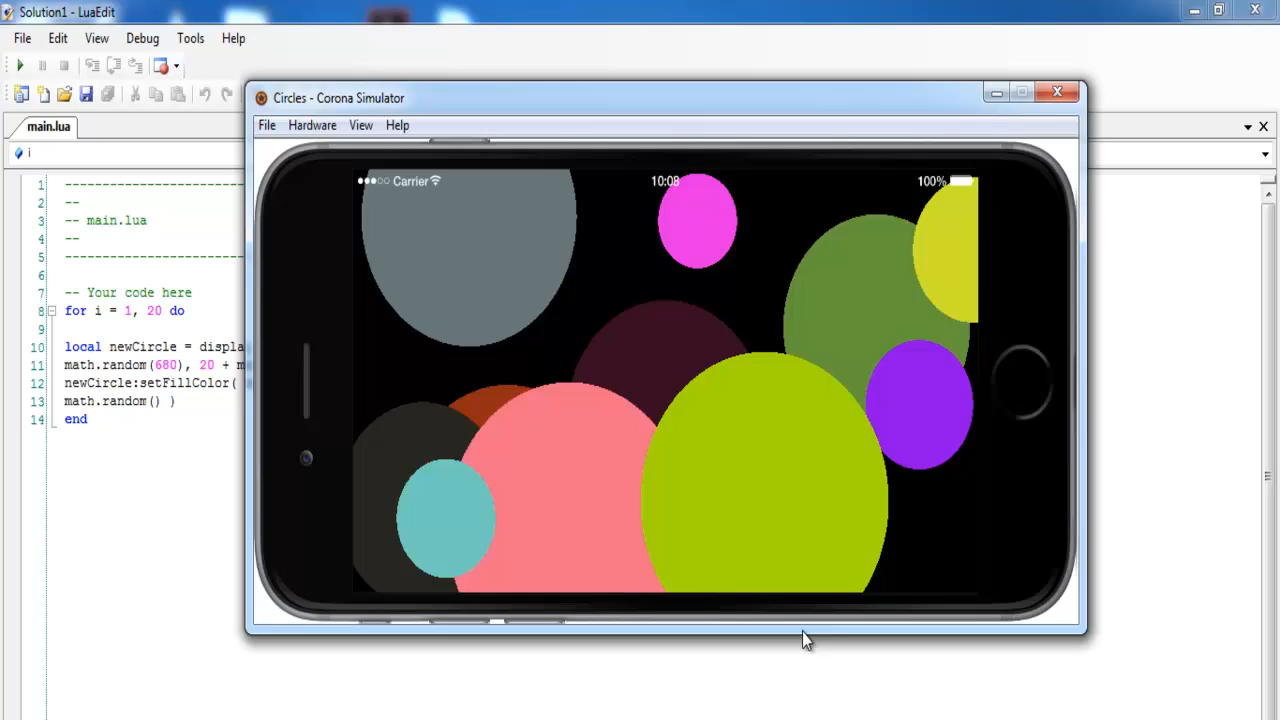 Solution1 - LuaEdit
File Edit View Debug Tools Help
main.lua
i
1 ------------------------
2 --
3 -- main.lua
4 --
5 ------------------------
6
7 -- Your code here
8 for i = 1, 20 do
9
10 local newCircle = displa
11 math.random(680), 20 + m
12 newCircle:setFillColor(
13 math.random() )
14 end
Circles - Corona Simulator
File Hardware View Help
Carrier 10:08 100%